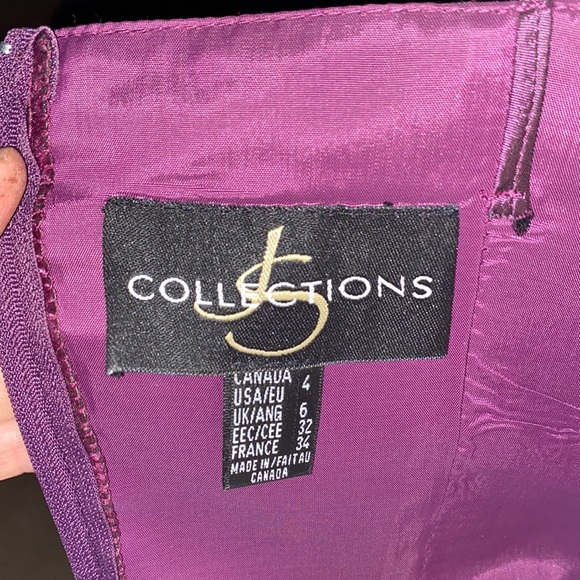 JS
COLLECTIONS
CANADA
USA/EU 4
UK/ANG 6
EEC/CEE 32
FRANCE 34
MADE IN/FAIT AU
CANADA